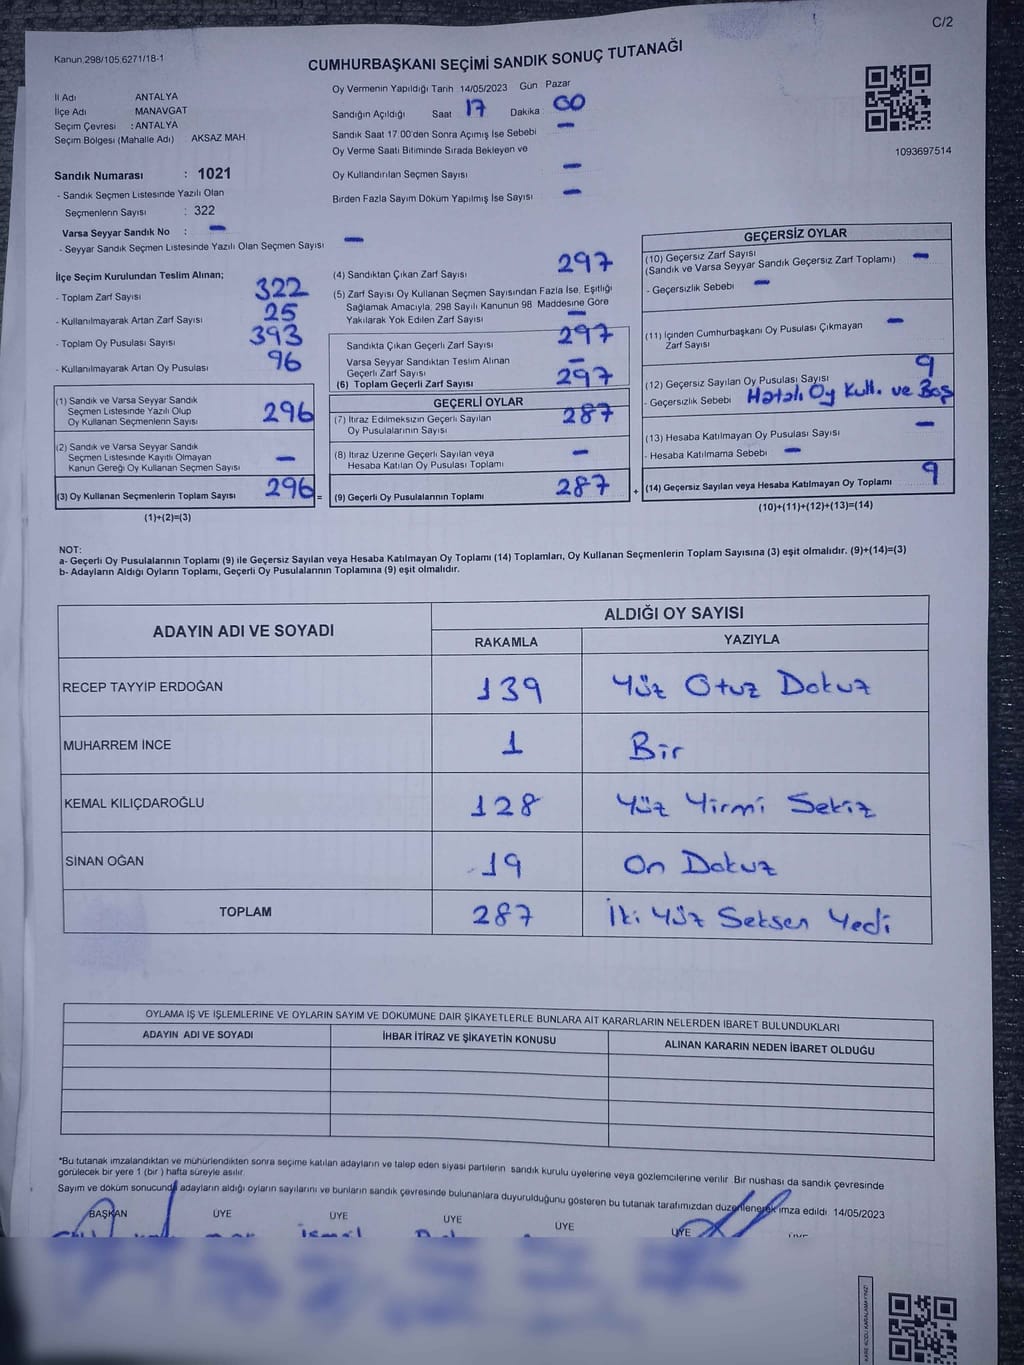 C/2
Kanun.298/105,6271/18-1
CUMHURBAŞKANI SEÇİMİ SANDIK SONUÇ TUTANAĞI
İl Adı ANTALYA
İlçe Adı MANAVGAT
Seçim Çevresi : ANTALYA
Seçim Bölgesi (Mahalle Adı) AKSAZ MAH.
Oy Vermenin Yapıldığı Tarih 14/05/2023 Gün Pazar
Sandığın Açıldığı Saat 17 Dakika 00
Sandık Saat 17.00'den Sonra Açımış İse Sebebi -
Oy Verme Saati Bitiminde Sırada Bekleyen ve
Oy Kullandırılan Seçmen Sayısı -
Birden Fazla Sayım Döküm Yapılmış İse Sayısı -
1093697514
Sandık Numarası : 1021
- Sandık Seçmen Listesinde Yazılı Olan
Seçmenlerin Sayısı : 322
Varsa Seyyar Sandık No : -
- Seyyar Sandık Seçmen Listesinde Yazılı Olan Seçmen Sayısı -
İlçe Seçim Kurulundan Teslim Alınan;
- Toplam Zarf Sayısı 322
- Kullanılmayarak Artan Zarf Sayısı 25
- Toplam Oy Pusulası Sayısı 393
- Kullanılmayarak Artan Oy Pusulası 96
(1) Sandık ve Varsa Seyyar Sandık
Seçmen Listesinde Yazılı Olup
Oy Kullanan Seçmenlerin Sayısı 296
(2) Sandık ve Varsa Seyyar Sandık
Seçmen Listesinde Kayıtlı Olmayan
Kanun Gereği Oy Kullanan Seçmen Sayısı -
(3) Oy Kullanan Seçmenlerin Toplam Sayısı 296 =
(1)+(2)=(3)
(4) Sandıktan Çıkan Zarf Sayısı 297
(5) Zarf Sayısı Oy Kullanan Seçmen Sayısından Fazla İse, Eşitliği
Sağlamak Amacıyla, 298 Sayılı Kanunun 98. Maddesine Göre
Yakılarak Yok Edilen Zarf Sayısı -
Sandıkta Çıkan Geçerli Zarf Sayısı 297
Varsa Seyyar Sandıktan Teslim Alınan
Geçerli Zarf Sayısı -
(6) Toplam Geçerli Zarf Sayısı 297
GEÇERLİ OYLAR
(7) İtiraz Edilmeksizin Geçerli Sayılan
Oy Pusulalarının Sayısı 287
(8) İtiraz Üzerine Geçerli Sayılan veya
Hesaba Katılan Oy Pusulası Toplamı -
(9) Geçerli Oy Pusulalarının Toplamı 287 +
GEÇERSİZ OYLAR
(10) Geçersiz Zarf Sayısı
(Sandık ve Varsa Seyyar Sandık Geçersiz Zarf Toplamı) -
- Geçersizlik Sebebi -
(11) İçinden Cumhurbaşkanı Oy Pusulası Çıkmayan
Zarf Sayısı -
(12) Geçersiz Sayılan Oy Pusulası Sayısı 9
- Geçersizlik Sebebi Hatalı Oy Kull. ve Boş
(13) Hesaba Katılmayan Oy Pusulası Sayısı -
- Hesaba Katılmama Sebebi -
(14) Geçersiz Sayılan veya Hesaba Katılmayan Oy Toplamı 9
(10)+(11)+(12)+(13)=(14)
NOT:
a- Geçerli Oy Pusulalarının Toplamı (9) ile Geçersiz Sayılan veya Hesaba Katılmayan Oy Toplamı (14) Toplamları, Oy Kullanan Seçmenlerin Toplam Sayısına (3) eşit olmalıdır. (9)+(14)=(3)
b- Adayların Aldığı Oyların Toplamı, Geçerli Oy Pusulalarının Toplamına (9) eşit olmalıdır.
ADAYIN ADI VE SOYADI ALDIĞI OY SAYISI
RAKAMLA YAZIYLA
RECEP TAYYİP ERDOĞAN 139 Yüz Otuz Dokuz
MUHARREM İNCE 1 Bir
KEMAL KILIÇDAROĞLU 128 Yüz Yirmi Sekiz
SİNAN OĞAN 19 On Dokuz
TOPLAM 287 İki Yüz Seksen Yedi
OYLAMA İŞ VE İŞLEMLERİNE VE OYLARIN SAYIM VE DÖKÜMÜNE DAİR ŞİKAYETLERLE BUNLARA AİT KARARLARIN NELERDEN İBARET BULUNDUKLARI
ADAYIN ADI VE SOYADI İHBAR İTİRAZ VE ŞİKAYETİN KONUSU ALINAN KARARIN NEDEN İBARET OLDUĞU
*Bu tutanak imzalandıktan ve mühürlendikten sonra seçime katılan adayların ve talep eden siyasi partilerin sandık kurulu üyelerine veya gözlemcilerine verilir. Bir nüshası da sandık çevresinde
görülecek bir yere 1 (bir ) hafta süreyle asılır.
Sayım ve döküm sonucunda adayların aldığı oyların sayılarını ve bunların sandık çevresinde bulunanlara duyurulduğunu gösteren bu tutanak tarafımızdan düzenlenerek imza edildi. 14/05/2023
BAŞKAN ÜYE ÜYE ÜYE ÜYE ÜYE
İsmail